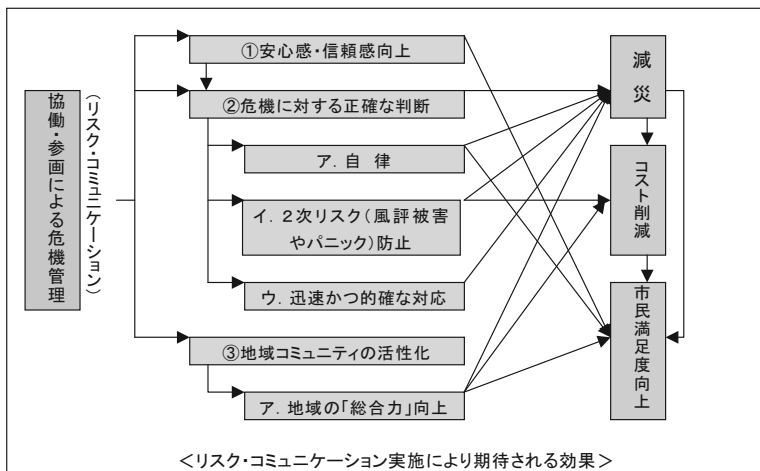 協働・参画による危機管理
（リスク・コミュニケーション）
①安心感・信頼感向上
②危機に対する正確な判断
ア．自　律
イ．２次リスク（風評被害
やパニック）防止
ウ．迅速かつ的確な対応
③地域コミュニティの活性化
ア．地域の「総合力」向上
減　災
コスト削減
市民満足度向上
＜リスク・コミュニケーション実施により期待される効果＞